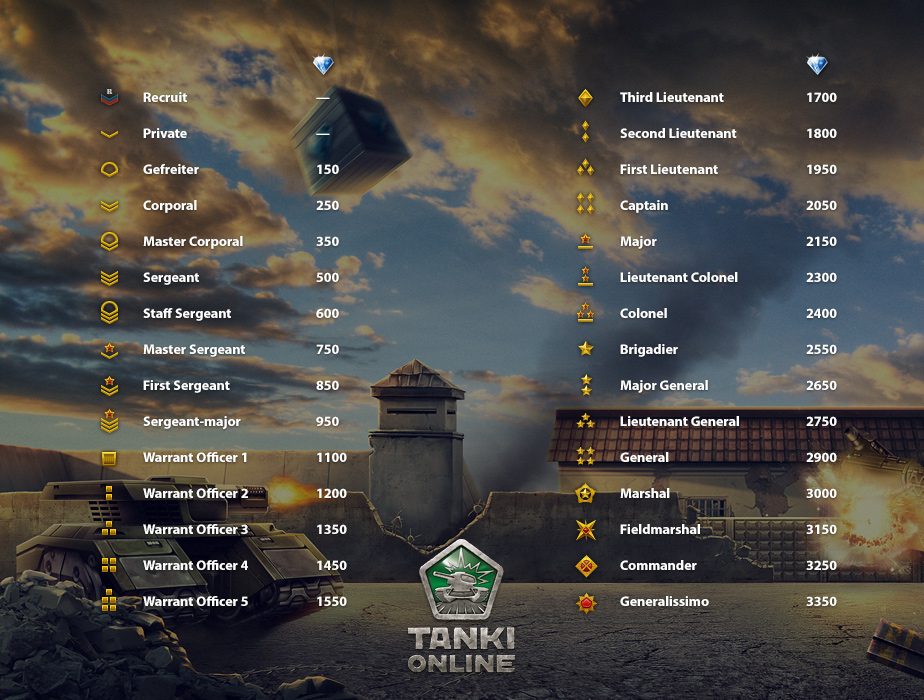 Recruit —
Private —
Gefreiter 150
Corporal 250
Master Corporal 350
Sergeant 500
Staff Sergeant 600
Master Sergeant 750
First Sergeant 850
Sergeant-major 950
Warrant Officer 1 1100
Warrant Officer 2 1200
Warrant Officer 3 1350
Warrant Officer 4 1450
Warrant Officer 5 1550
Third Lieutenant 1700
Second Lieutenant 1800
First Lieutenant 1950
Captain 2050
Major 2150
Lieutenant Colonel 2300
Colonel 2400
Brigadier 2550
Major General 2650
Lieutenant General 2750
General 2900
Marshal 3000
Fieldmarshal 3150
Commander 3250
Generalissimo 3350
TANKI
ONLINE